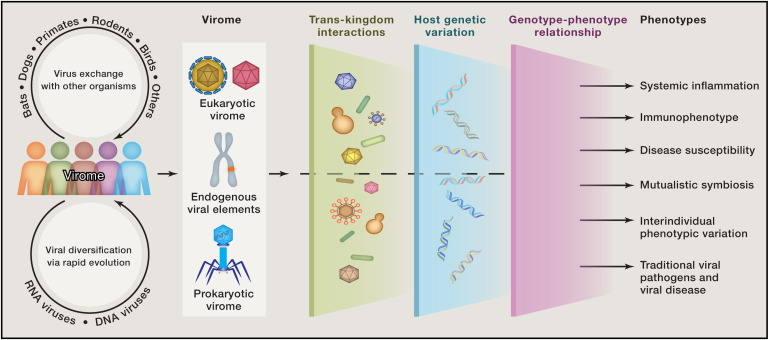 Bats • Dogs • Primates • Rodents • Birds • Others
Virus exchange
with other organisms
Virome
Viral diversification
via rapid evolution
RNA viruses • DNA viruses
Virome
Eukaryotic
virome
Endogenous
viral elements
Prokaryotic
virome
Trans-kingdom
interactions
Host genetic
variation
Genotype-phenotype
relationship
Phenotypes
Systemic inflammation
Immunophenotype
Disease susceptibility
Mutualistic symbiosis
Interindividual
phenotypic variation
Traditional viral
pathogens and
viral disease